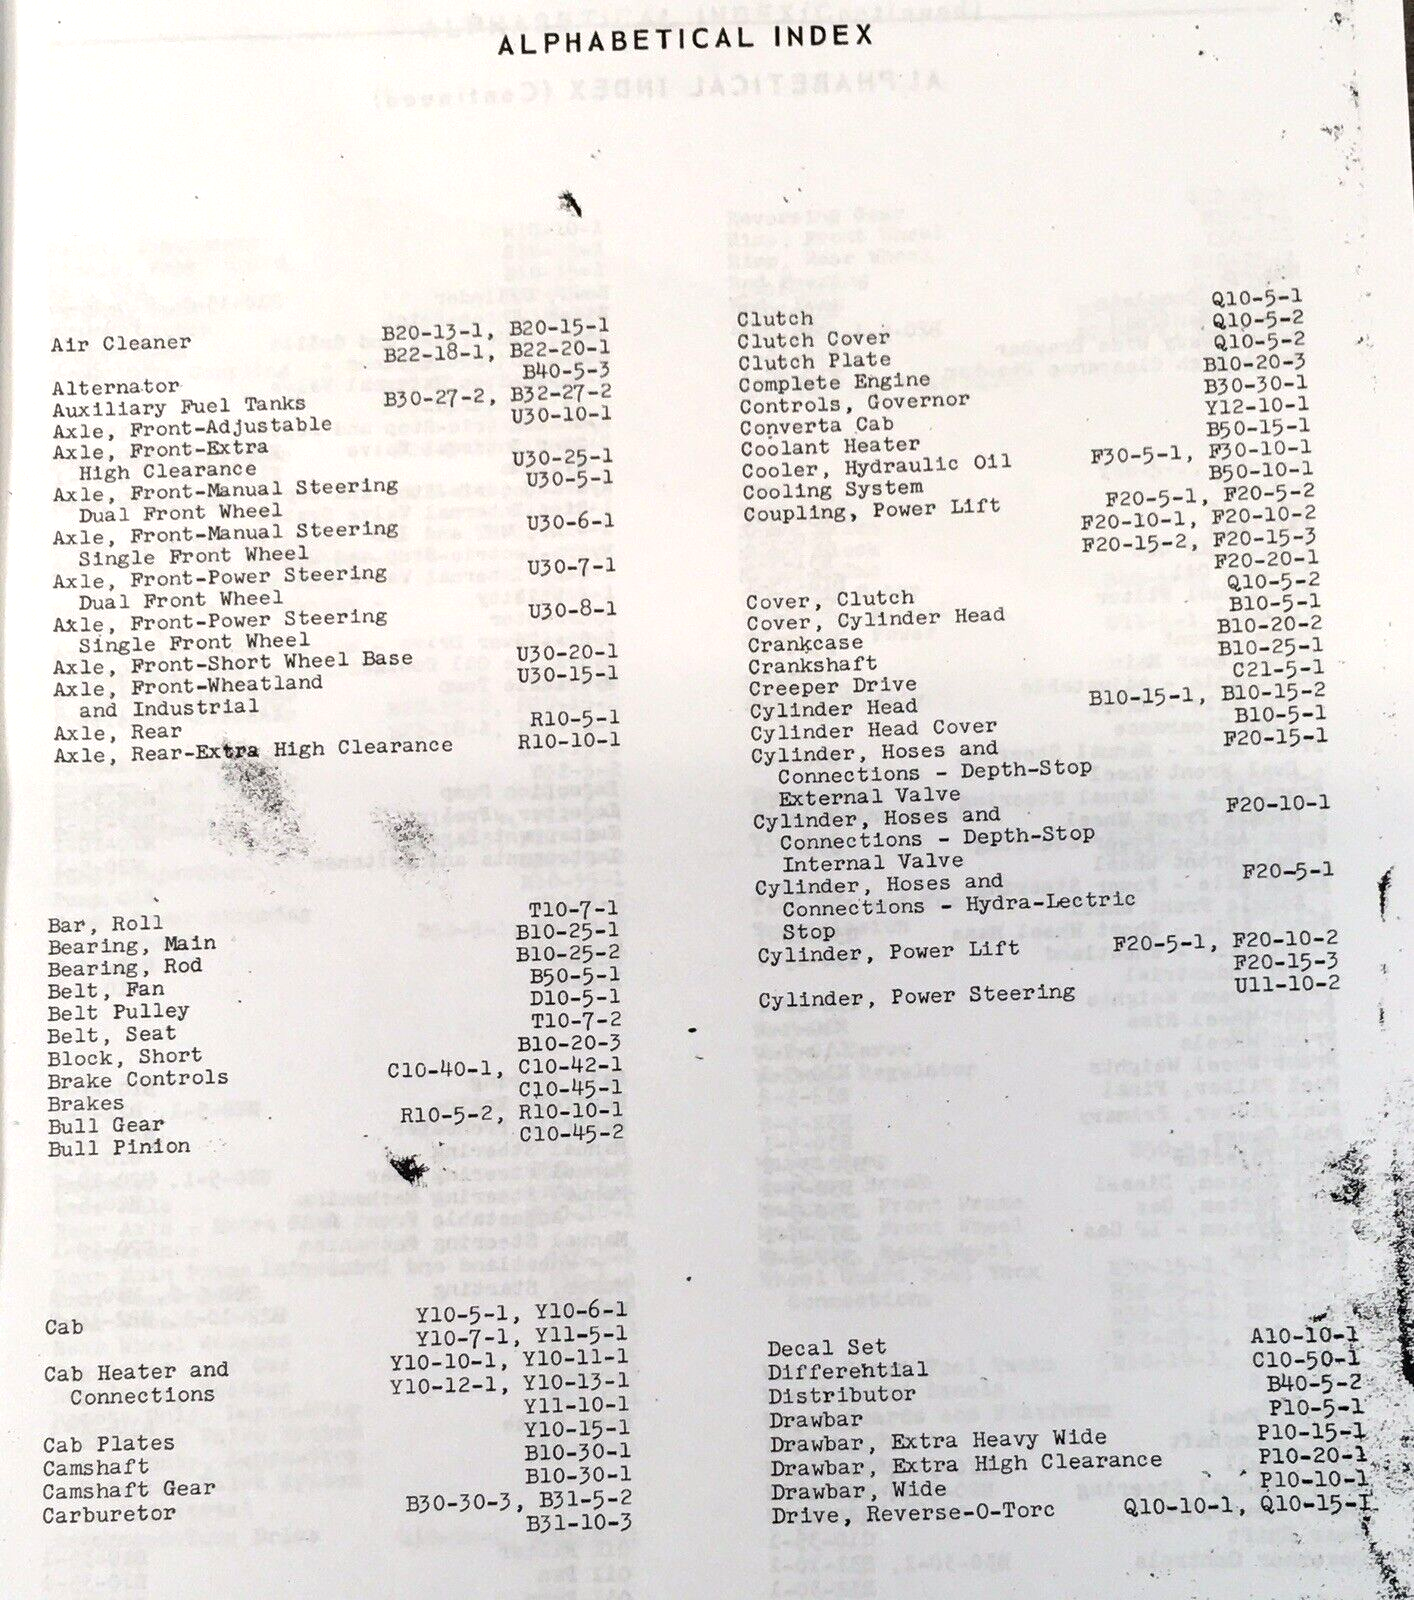 ALPHABETICAL INDEX
Air Cleaner B20-13-1, B20-15-1
B22-18-1, B22-20-1
Alternator B40-5-3
Auxiliary Fuel Tanks B30-27-2, B32-27-2
Axle, Front-Adjustable U30-10-1
Axle, Front-Extra
High Clearance U30-25-1
Axle, Front-Manual Steering U30-5-1
Dual Front Wheel
Axle, Front-Manual Steering U30-6-1
Single Front Wheel
Axle, Front-Power Steering U30-7-1
Dual Front Wheel
Axle, Front-Power Steering U30-8-1
Single Front Wheel
Axle, Front-Short Wheel Base U30-20-1
Axle, Front-Wheatland U30-15-1
and Industrial
Axle, Rear R10-5-1
Axle, Rear-Extra High Clearance R10-10-1
Bar, Roll T10-7-1
Bearing, Main B10-25-1
Bearing, Rod B10-25-2
Belt, Fan B50-5-1
Belt Pulley D10-5-1
Belt, Seat T10-7-2
Block, Short B10-20-3
Brake Controls C10-40-1, C10-42-1
Brakes C10-45-1
Bull Gear R10-5-2, R10-10-1
Bull Pinion C10-45-2
Cab Y10-5-1, Y10-6-1
Y10-7-1, Y11-5-1
Cab Heater and Y10-10-1, Y10-11-1
Connections Y10-12-1, Y10-13-1
Y11-10-1
Cab Plates Y10-15-1
Camshaft B10-30-1
Camshaft Gear B10-30-1
Carburetor B30-30-3, B31-5-2
B31-10-3
Clutch Q10-5-1
Clutch Cover Q10-5-2
Clutch Plate Q10-5-2
Complete Engine B10-20-3
Controls, Governor B30-30-1
Converta Cab Y12-10-1
Coolant Heater B50-15-1
Cooler, Hydraulic Oil F30-5-1, F30-10-1
Cooling System B50-10-1
Coupling, Power Lift F20-5-1, F20-5-2
F20-10-1, F20-10-2
F20-15-2, F20-15-3
F20-20-1
Cover, Clutch Q10-5-2
Cover, Cylinder Head B10-5-1
Crankcase B10-20-2
Crankshaft B10-25-1
Creeper Drive C21-5-1
Cylinder Head B10-15-1, B10-15-2
Cylinder Head Cover B10-5-1
Cylinder, Hoses and F20-15-1
Connections - Depth-Stop
External Valve
Cylinder, Hoses and F20-10-1
Connections - Depth-Stop
Internal Valve
Cylinder, Hoses and F20-5-1
Connections - Hydra-Lectric
Stop
Cylinder, Power Lift F20-5-1, F20-10-2
F20-15-3
Cylinder, Power Steering U11-10-2
Decal Set A10-10-1
Differential C10-50-1
Distributor B40-5-2
Drawbar P10-5-1
Drawbar, Extra Heavy Wide P10-15-1
Drawbar, Extra High Clearance P10-20-1
Drawbar, Wide P10-10-1
Drive, Reverse-O-Torc Q10-10-1, Q10-15-1